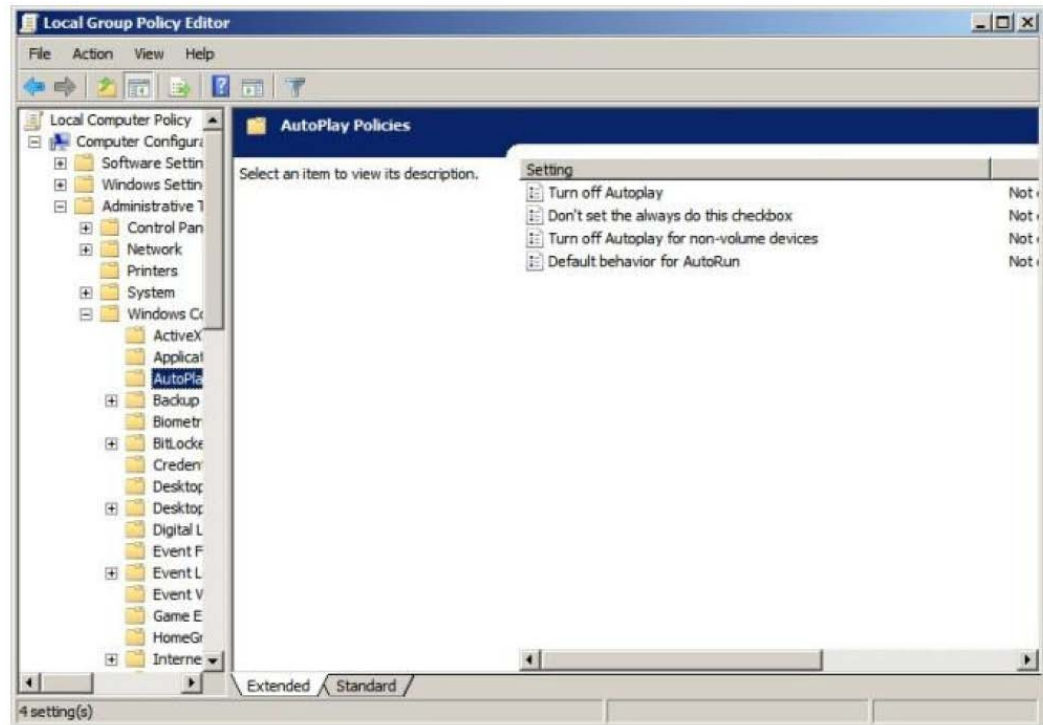 Local Group Policy Editor
File Action View Help
Local Computer Policy
Computer Configura
Software Settin
Windows Settin
Administrative T
Control Pan
Network
Printers
System
Windows Co
ActiveX
Applicat
AutoPla
Backup
Biometr
BitLocke
Creden
Desktop
Desktop
Digital L
Event F
Event L
Event V
Game E
HomeGr
Interne
AutoPlay Policies
Select an item to view its description.
Setting
Turn off Autoplay Not
Don't set the always do this checkbox Not
Turn off Autoplay for non-volume devices Not
Default behavior for AutoRun Not
Extended Standard
4 setting(s)